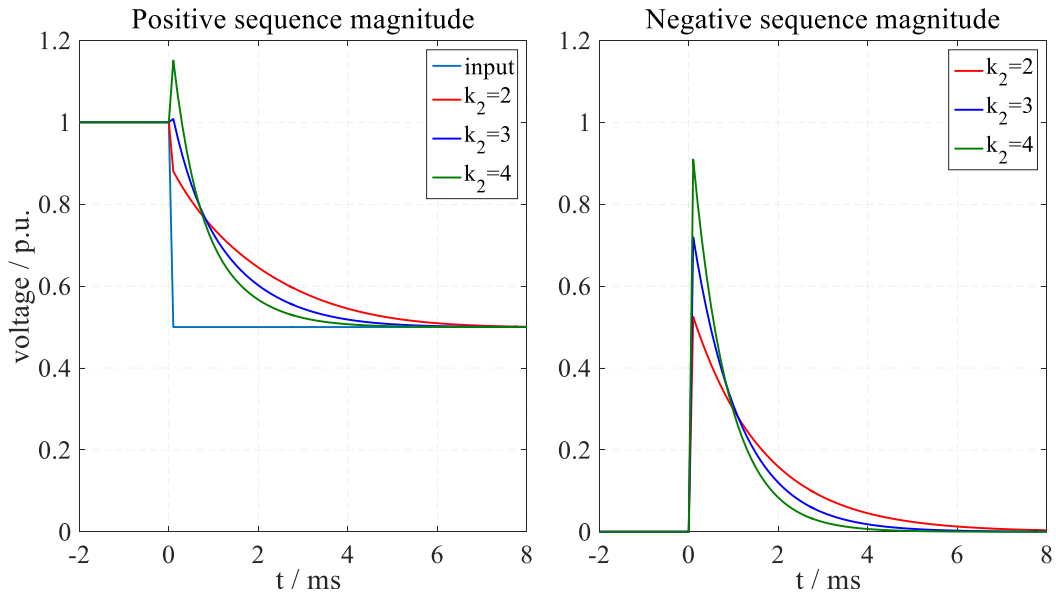 Positive sequence magnitude
1.2
1
0.8
0.6
0.4
0.2
0
voltage / p.u.
input
k2=2
k2=3
k2=4
-2 0 2 4 6 8
t / ms
Negative sequence magnitude
1.2
1
0.8
0.6
0.4
0.2
0
k2=2
k2=3
k2=4
-2 0 2 4 6 8
t / ms